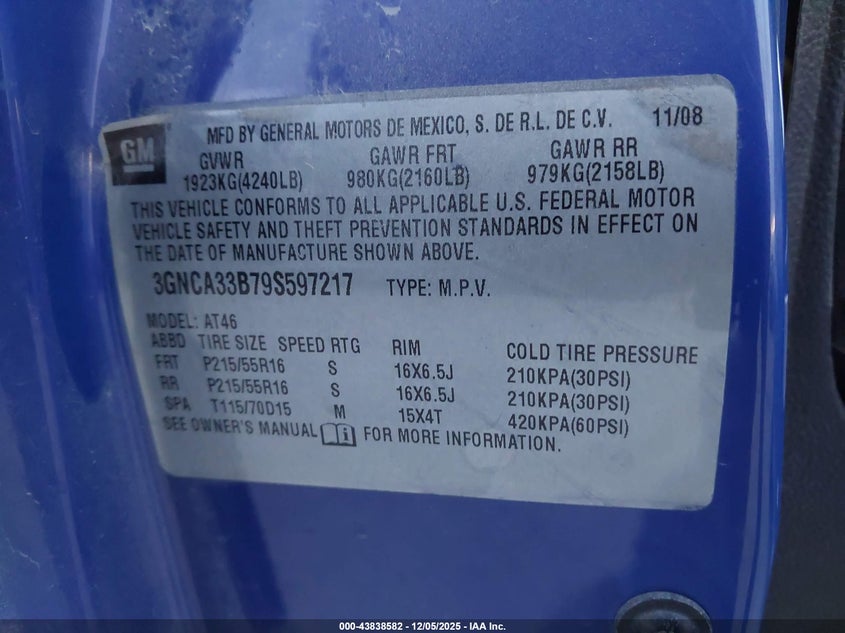 GM
MFD BY GENERAL MOTORS DE MEXICO, S. DE R.L. DE C.V. 11/08
GVWR GAWR FRT GAWR RR
1923KG(4240LB) 980KG(2160LB) 979KG(2158LB)
THIS VEHICLE CONFORMS TO ALL APPLICABLE U.S. FEDERAL MOTOR
VEHICLE SAFETY AND THEFT PREVENTION STANDARDS IN EFFECT ON
THE DATE OF MANUFACTURE SHOWN ABOVE.
3GNCA33B79S597217 TYPE: M.P.V.
MODEL: AT46
ABBD TIRE SIZE SPEED RTG RIM COLD TIRE PRESSURE
FRT P215/55R16 S 16X6.5J 210KPA(30PSI)
RR P215/55R16 S 16X6.5J 210KPA(30PSI)
SPA T115/70D15 M 15X4T 420KPA(60PSI)
SEE OWNER'S MANUAL FOR MORE INFORMATION.
000-43838582 - 12/05/2025 - IAA Inc.